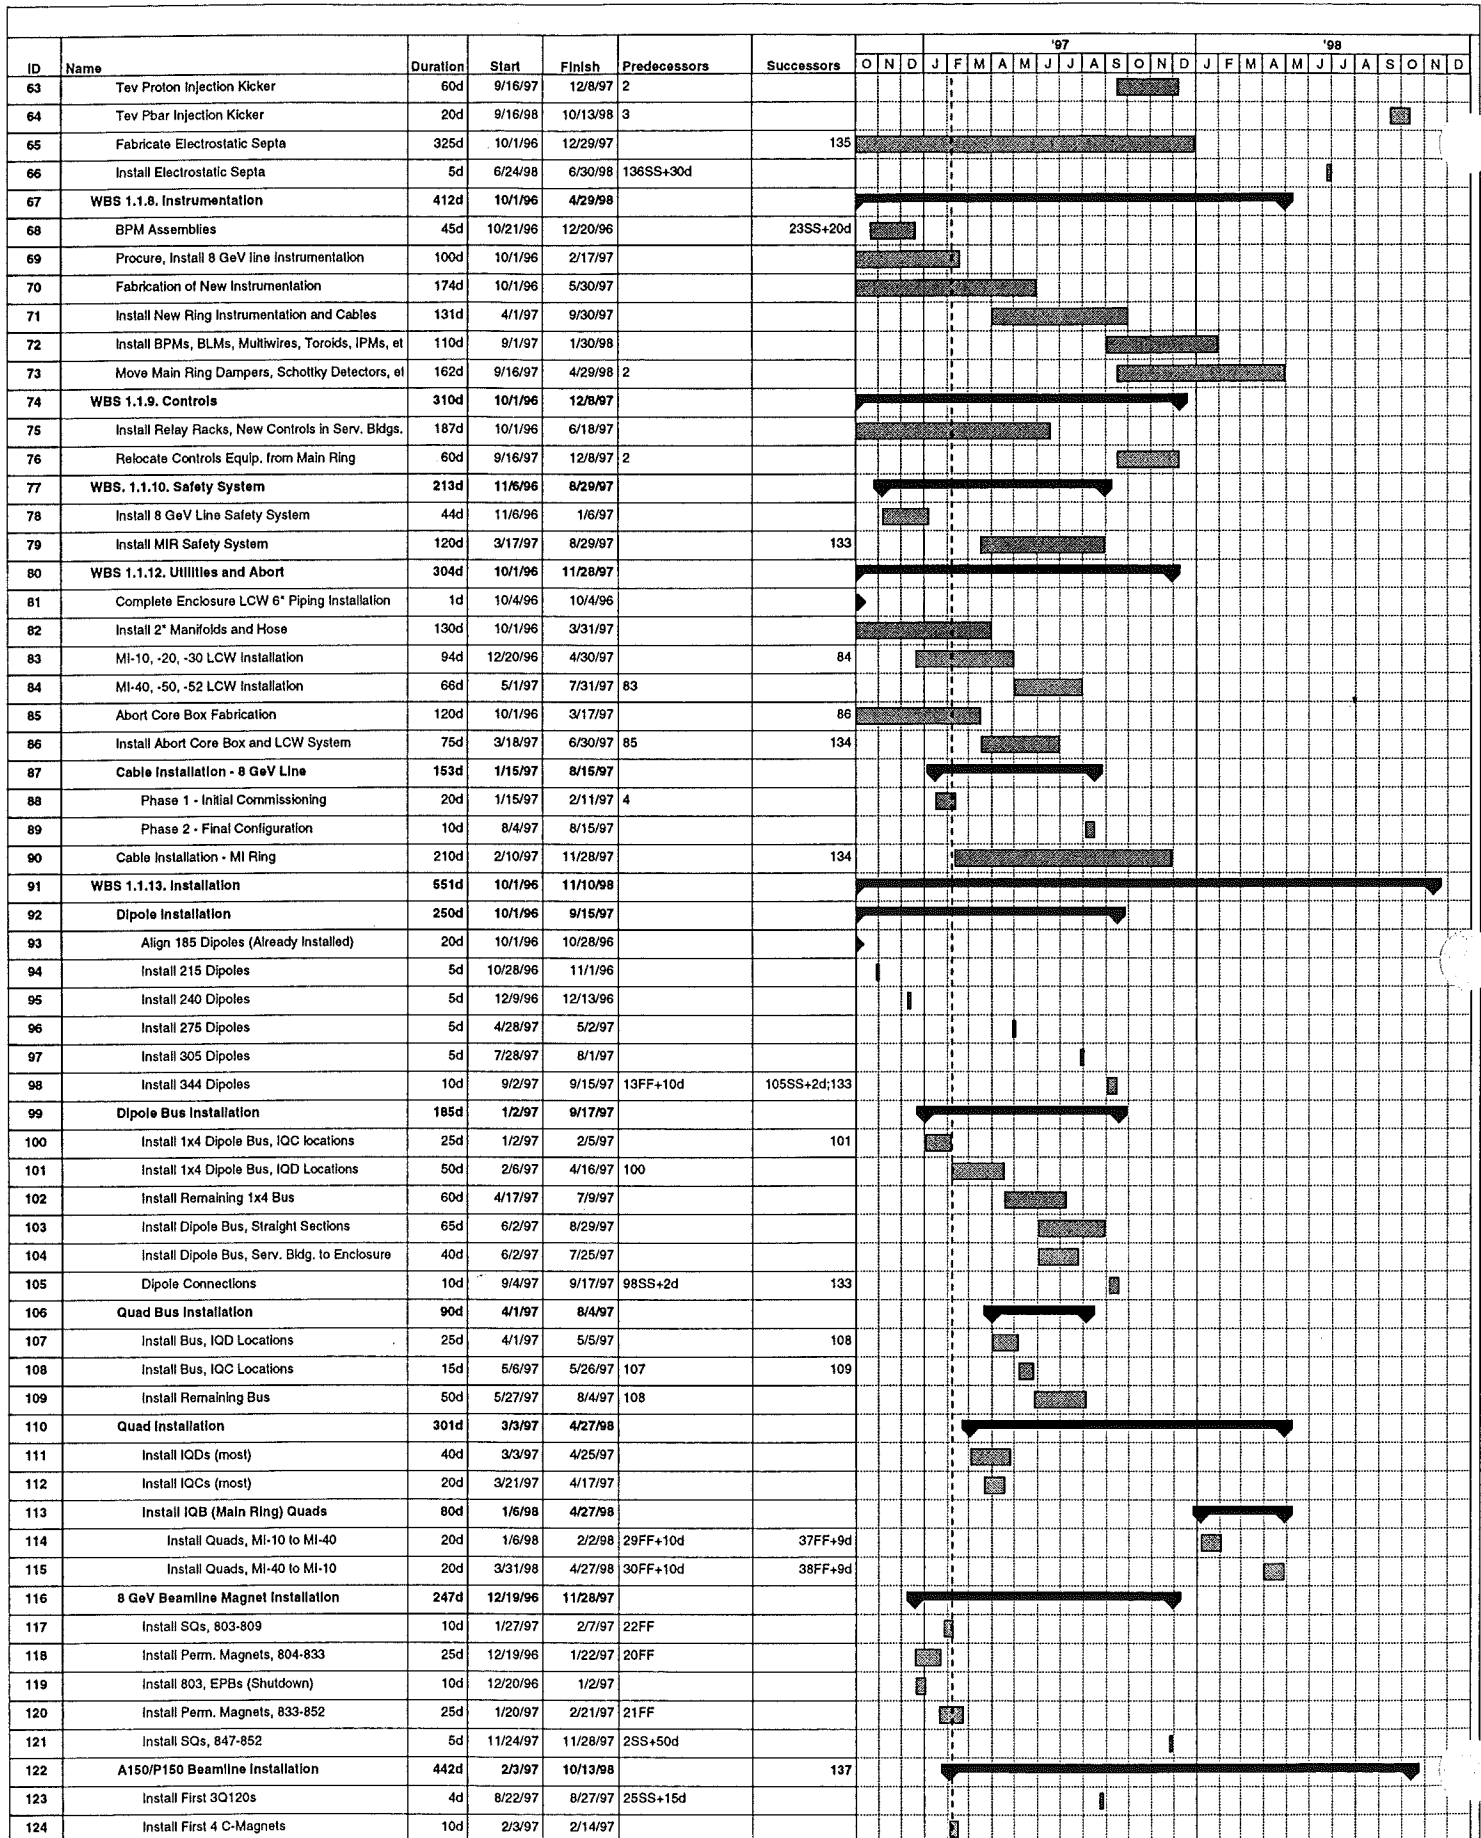 '97 '98
ID Name Duration Start Finish Predecessors Successors O N D J F M A M J J A S O N D J F M A M J J A S O N D
63 Tev Proton Injection Kicker 60d 9/16/97 12/8/97 2
64 Tev Pbar Injection Kicker 20d 9/16/98 10/13/98 3
65 Fabricate Electrostatic Septa 325d 10/1/96 12/29/97 135
66 Install Electrostatic Septa 5d 6/24/98 6/30/98 136SS+30d
67 WBS 1.1.8. Instrumentation 412d 10/1/96 4/29/98
68 BPM Assemblies 45d 10/21/96 12/20/96 23SS+20d
69 Procure, Install 8 GeV line Instrumentation 100d 10/1/96 2/17/97
70 Fabrication of New Instrumentation 174d 10/1/96 5/30/97
71 Install New Ring Instrumentation and Cables 131d 4/1/97 9/30/97
72 Install BPMs, BLMs, Multiwires, Toroids, IPMs, et 110d 9/1/97 1/30/98
73 Move Main Ring Dampers, Schottky Detectors, et 162d 9/16/97 4/29/98 2
74 WBS 1.1.9. Controls 310d 10/1/96 12/8/97
75 Install Relay Racks, New Controls in Serv. Bldgs. 187d 10/1/96 6/18/97
76 Relocate Controls Equip. from Main Ring 60d 9/16/97 12/8/97 2
77 WBS. 1.1.10. Safety System 213d 11/6/96 8/29/97
78 Install 8 GeV Line Safety System 44d 11/6/96 1/6/97
79 Install MIR Safety System 120d 3/17/97 8/29/97 133
80 WBS 1.1.12. Utilities and Abort 304d 10/1/96 11/28/97
81 Complete Enclosure LCW 6" Piping Installation 1d 10/4/96 10/4/96
82 Install 2" Manifolds and Hose 130d 10/1/96 3/31/97
83 MI-10, -20, -30 LCW Installation 94d 12/20/96 4/30/97 84
84 MI-40, -50, -52 LCW Installation 66d 5/1/97 7/31/97 83
85 Abort Core Box Fabrication 120d 10/1/96 3/17/97 86
86 Install Abort Core Box and LCW System 75d 3/18/97 6/30/97 85 134
87 Cable Installation - 8 GeV Line 153d 1/15/97 8/15/97
88 Phase 1 - Initial Commissioning 20d 1/15/97 2/11/97 4
89 Phase 2 - Final Configuration 10d 8/4/97 8/15/97
90 Cable Installation - MI Ring 210d 2/10/97 11/28/97 134
91 WBS 1.1.13. Installation 551d 10/1/96 11/10/98
92 Dipole Installation 250d 10/1/96 9/15/97
93 Align 185 Dipoles (Already Installed) 20d 10/1/96 10/28/96
94 Install 215 Dipoles 5d 10/28/96 11/1/96
95 Install 240 Dipoles 5d 12/9/96 12/13/96
96 Install 275 Dipoles 5d 4/28/97 5/2/97
97 Install 305 Dipoles 5d 7/28/97 8/1/97
98 Install 344 Dipoles 10d 9/2/97 9/15/97 13FF+10d 105SS+2d;133
99 Dipole Bus Installation 185d 1/2/97 9/17/97
100 Install 1x4 Dipole Bus, IQC locations 25d 1/2/97 2/5/97 101
101 Install 1x4 Dipole Bus, IQD Locations 50d 2/6/97 4/16/97 100
102 Install Remaining 1x4 Bus 60d 4/17/97 7/9/97
103 Install Dipole Bus, Straight Sections 65d 6/2/97 8/29/97
104 Install Dipole Bus, Serv. Bldg. to Enclosure 40d 6/2/97 7/25/97
105 Dipole Connections 10d 9/4/97 9/17/97 98SS+2d 133
106 Quad Bus Installation 90d 4/1/97 8/4/97
107 Install Bus, IQD Locations 25d 4/1/97 5/5/97 108
108 Install Bus, IQC Locations 15d 5/6/97 5/26/97 107 109
109 Install Remaining Bus 50d 5/27/97 8/4/97 108
110 Quad Installation 301d 3/3/97 4/27/98
111 Install IQDs (most) 40d 3/3/97 4/25/97
112 Install IQCs (most) 20d 3/21/97 4/17/97
113 Install IQB (Main Ring) Quads 80d 1/6/98 4/27/98
114 Install Quads, MI-10 to MI-40 20d 1/6/98 2/2/98 29FF+10d 37FF+9d
115 Install Quads, MI-40 to MI-10 20d 3/31/98 4/27/98 30FF+10d 38FF+9d
116 8 GeV Beamline Magnet Installation 247d 12/19/96 11/28/97
117 Install SQs, 803-809 10d 1/27/97 2/7/97 22FF
118 Install Perm. Magnets, 804-833 25d 12/19/96 1/22/97 20FF
119 Install 803, EPBs (Shutdown) 10d 12/20/96 1/2/97
120 Install Perm. Magnets, 833-852 25d 1/20/97 2/21/97 21FF
121 Install SQs, 847-852 5d 11/24/97 11/28/97 2SS+50d
122 A150/P150 Beamline Installation 442d 2/3/97 10/13/98 137
123 Install First 3Q120s 4d 8/22/97 8/27/97 25SS+15d
124 Install First 4 C-Magnets 10d 2/3/97 2/14/97